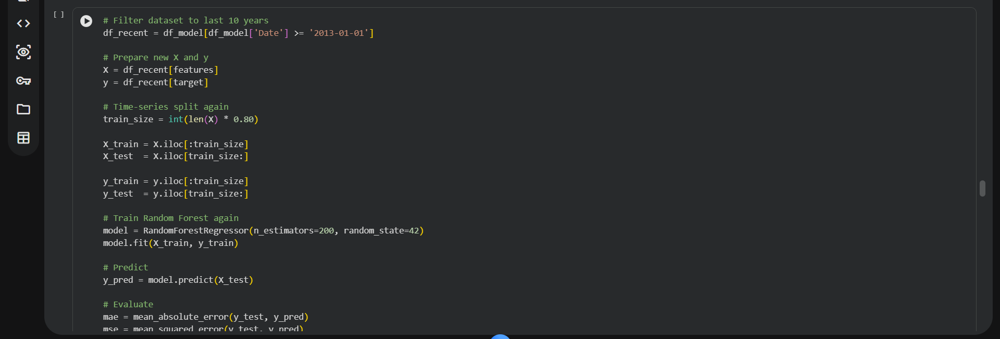 [ ]
# Filter dataset to last 10 years
df_recent = df_model[df_model['Date'] >= '2013-01-01']
# Prepare new X and y
X = df_recent[features]
y = df_recent[target]
# Time-series split again
train_size = int(len(X) * 0.80)
X_train = X.iloc[:train_size]
X_test  = X.iloc[train_size:]
y_train = y.iloc[:train_size]
y_test  = y.iloc[train_size:]
# Train Random Forest again
model = RandomForestRegressor(n_estimators=200, random_state=42)
model.fit(X_train, y_train)
# Predict
y_pred = model.predict(X_test)
# Evaluate
mae = mean_absolute_error(y_test, y_pred)
mse = mean_squared_error(y_test, y_pred)